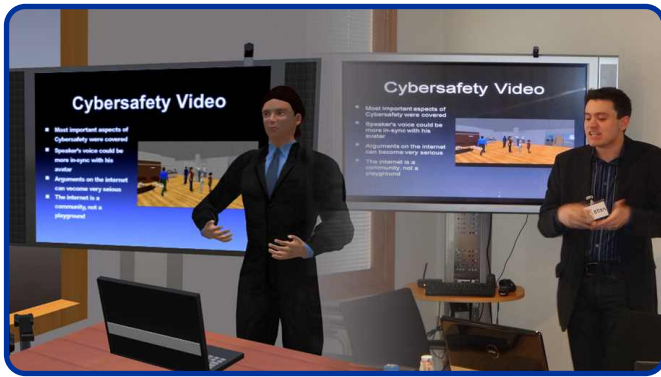 Cybersafety Video
Most important aspects of
Cybersafety were covered
Speaker's voice could be
more in-sync with his
avatar
Arguments on the internet
can vocome very seious
The internet is a
community, not a
playground
Cybersafety Video
Most important aspects of
Cybersafety were covered
Speaker's voice could be
more in-sync with his
avatar
Arguments on the internet
can become very serious
The internet is a
community, not a
playground